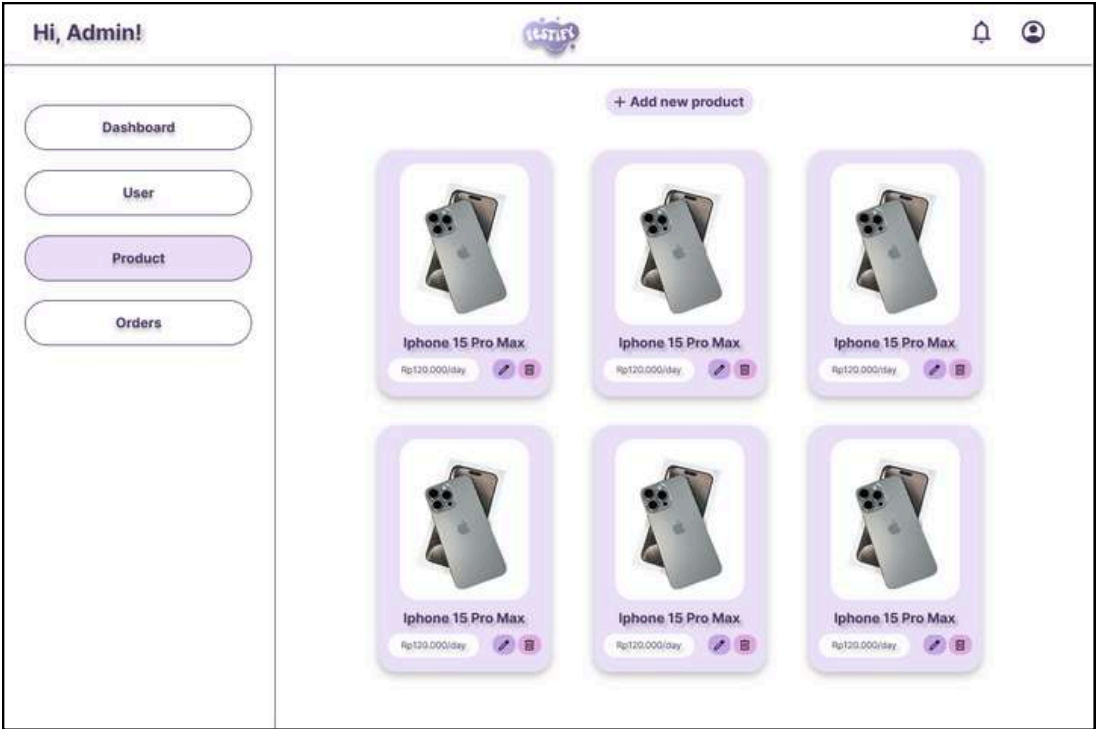 Hi, Admin!
+ Add new product
Dashboard
User
Product
Orders
Iphone 15 Pro Max
Rp120.000/day
Iphone 15 Pro Max
Rp120.000/day
Iphone 15 Pro Max
Rp120.000/day
Iphone 15 Pro Max
Rp120.000/day
Iphone 15 Pro Max
Rp120.000/day
Iphone 15 Pro Max
Rp120.000/day